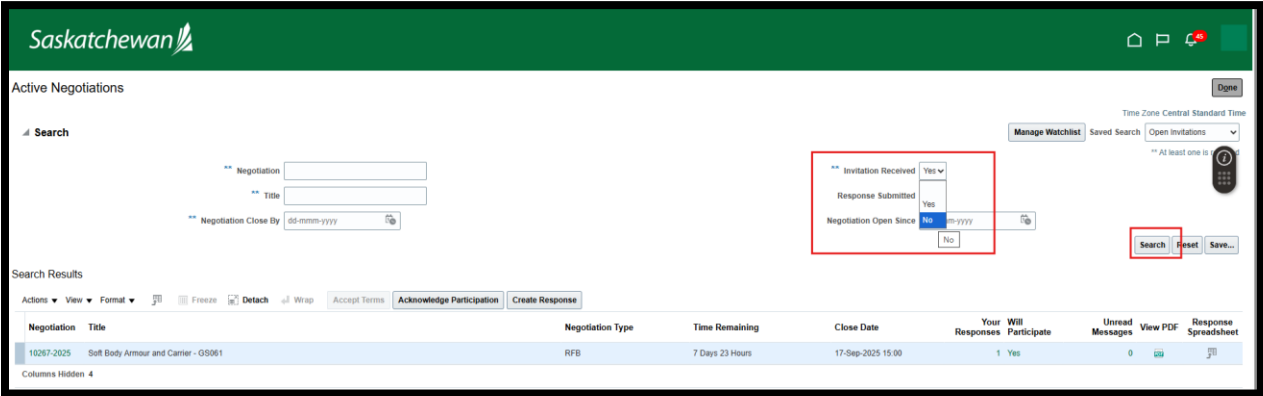 Saskatchewan
45
Active Negotiations
Done
Time Zone Central Standard Time
Search
Manage Watchlist Saved Search Open Invitations
** At least one is
** Negotiation
** Invitation Received Yes
** Title
Response Submitted
Yes
** Negotiation Close By dd-mmm-yyyy
Negotiation Open Since No m-yyyy
No
Search Reset Save...
Search Results
Actions View Format Freeze Detach Wrap Accept Terms Acknowledge Participation Create Response
Negotiation Title Negotiation Type Time Remaining Close Date Your Responses Will Participate Unread Messages View PDF Response Spreadsheet
10267-2025 Soft Body Armour and Carrier - GS061 RFB 7 Days 23 Hours 17-Sep-2025 15:00 1 Yes 0
Columns Hidden 4